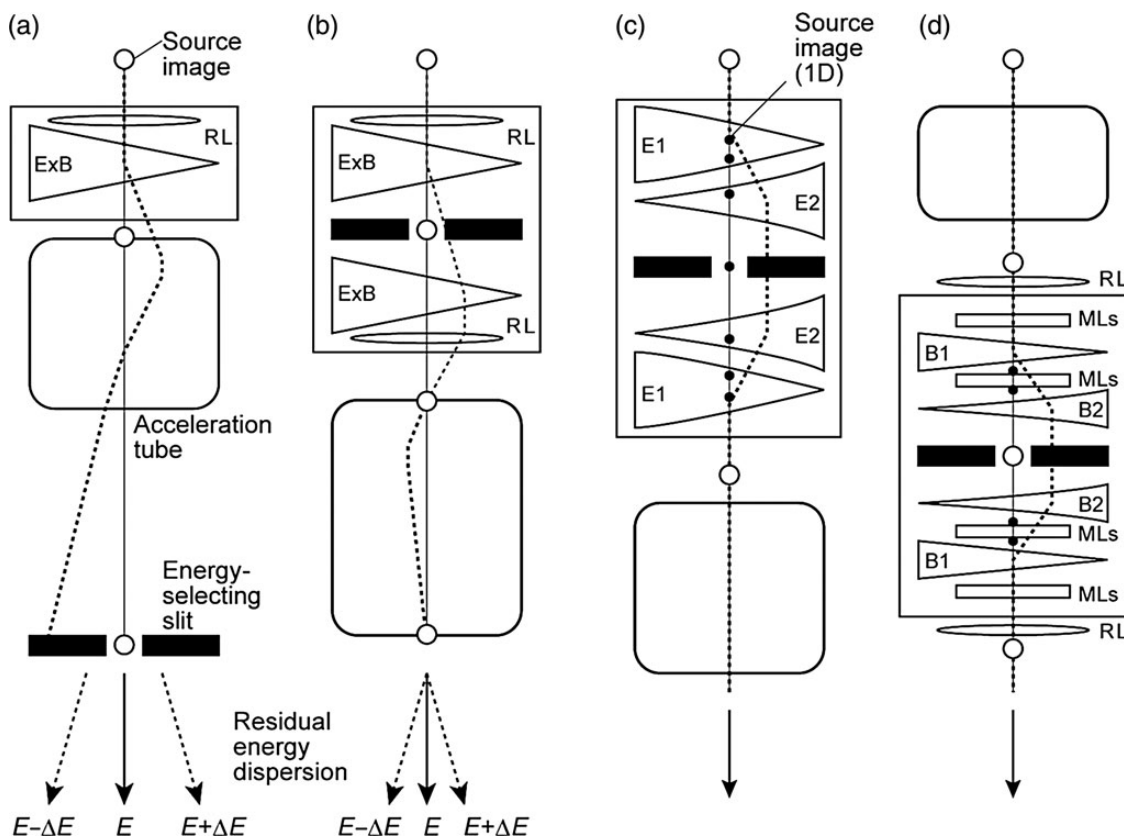 (a)
Source
image
RL
ExB
Acceleration
tube
Energy-
selecting
slit
Residual
energy
dispersion
E−ΔE E E+ΔE
(b)
RL
ExB
ExB
RL
E−ΔE E E+ΔE
(c)
Source
image
(1D)
E1
E2
E2
E1
(d)
RL
MLs
B1
MLs
B2
B2
MLs
B1
MLs
RL